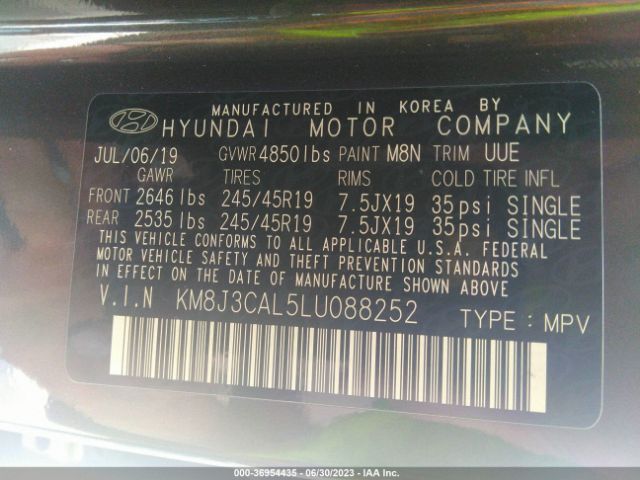 MANUFACTURED IN KOREA BY
HYUNDAI MOTOR COMPANY
JUL/06/19 GVWR 4850lbs PAINT M8N TRIM UUE
GAWR TIRES RIMS COLD TIRE INFL
FRONT 2646 lbs 245/45R19 7.5JX19 35psi SINGLE
REAR 2535 lbs 245/45R19 7.5JX19 35psi SINGLE
THIS VEHICLE CONFORMS TO ALL APPLICABLE U.S.A. FEDERAL
MOTOR VEHICLE SAFETY AND THEFT PREVENTION STANDARDS
IN EFFECT ON THE DATE OF MANUFACTURE SHOWN ABOVE
V.I.N KM8J3CAL5LU088252 TYPE : MPV
000-36954435 - 06/30/2023 - IAA Inc.